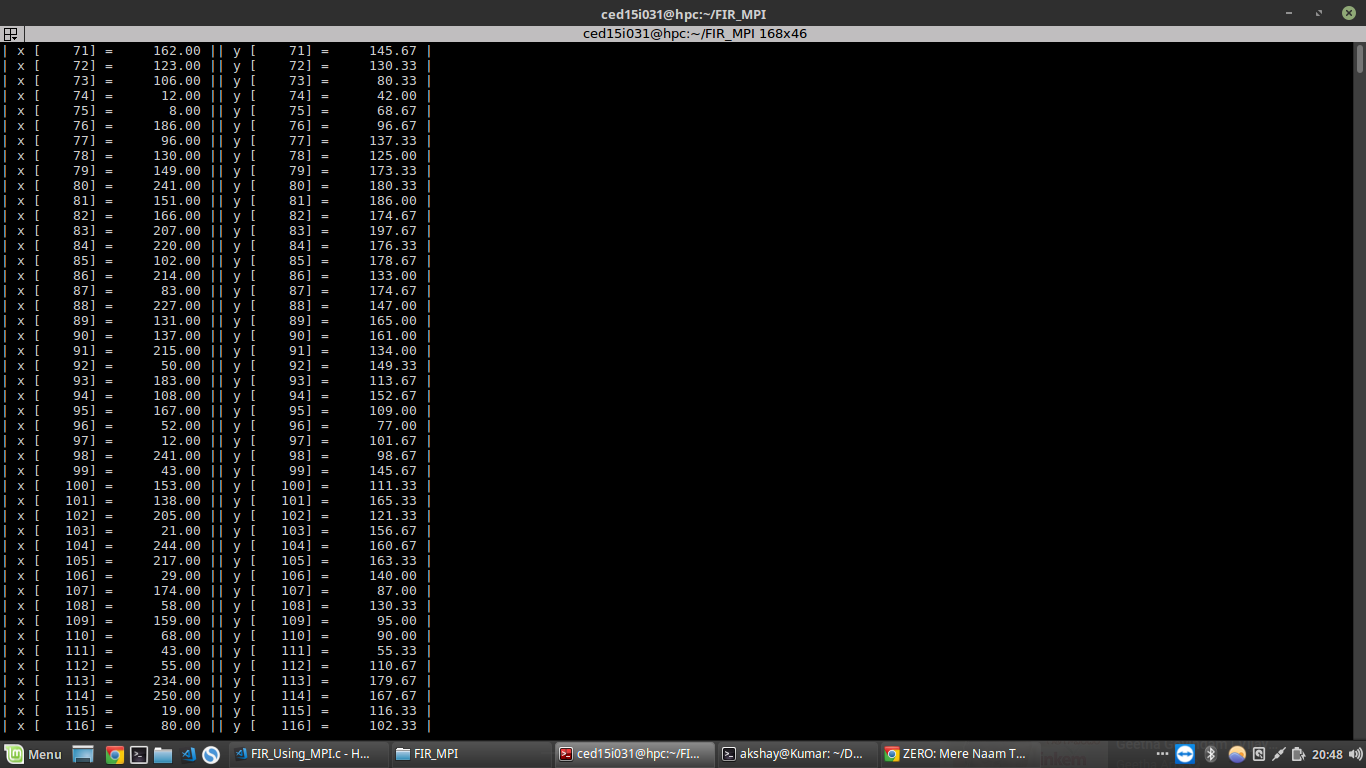 ced15i031@hpc:~/FIR_MPI
ced15i031@hpc:~/FIR_MPI 168x46
| x [    71] =     162.00 || y [    71] =     145.67 |
| x [    72] =     123.00 || y [    72] =     130.33 |
| x [    73] =     106.00 || y [    73] =      80.33 |
| x [    74] =      12.00 || y [    74] =      42.00 |
| x [    75] =       8.00 || y [    75] =      68.67 |
| x [    76] =     186.00 || y [    76] =      96.67 |
| x [    77] =      96.00 || y [    77] =     137.33 |
| x [    78] =     130.00 || y [    78] =     125.00 |
| x [    79] =     149.00 || y [    79] =     173.33 |
| x [    80] =     241.00 || y [    80] =     180.33 |
| x [    81] =     151.00 || y [    81] =     186.00 |
| x [    82] =     166.00 || y [    82] =     174.67 |
| x [    83] =     207.00 || y [    83] =     197.67 |
| x [    84] =     220.00 || y [    84] =     176.33 |
| x [    85] =     102.00 || y [    85] =     178.67 |
| x [    86] =     214.00 || y [    86] =     133.00 |
| x [    87] =      83.00 || y [    87] =     174.67 |
| x [    88] =     227.00 || y [    88] =     147.00 |
| x [    89] =     131.00 || y [    89] =     165.00 |
| x [    90] =     137.00 || y [    90] =     161.00 |
| x [    91] =     215.00 || y [    91] =     134.00 |
| x [    92] =      50.00 || y [    92] =     149.33 |
| x [    93] =     183.00 || y [    93] =     113.67 |
| x [    94] =     108.00 || y [    94] =     152.67 |
| x [    95] =     167.00 || y [    95] =     109.00 |
| x [    96] =      52.00 || y [    96] =      77.00 |
| x [    97] =      12.00 || y [    97] =     101.67 |
| x [    98] =     241.00 || y [    98] =      98.67 |
| x [    99] =      43.00 || y [    99] =     145.67 |
| x [   100] =     153.00 || y [   100] =     111.33 |
| x [   101] =     138.00 || y [   101] =     165.33 |
| x [   102] =     205.00 || y [   102] =     121.33 |
| x [   103] =      21.00 || y [   103] =     156.67 |
| x [   104] =     244.00 || y [   104] =     160.67 |
| x [   105] =     217.00 || y [   105] =     163.33 |
| x [   106] =      29.00 || y [   106] =     140.00 |
| x [   107] =     174.00 || y [   107] =      87.00 |
| x [   108] =      58.00 || y [   108] =     130.33 |
| x [   109] =     159.00 || y [   109] =      95.00 |
| x [   110] =      68.00 || y [   110] =      90.00 |
| x [   111] =      43.00 || y [   111] =      55.33 |
| x [   112] =      55.00 || y [   112] =     110.67 |
| x [   113] =     234.00 || y [   113] =     179.67 |
| x [   114] =     250.00 || y [   114] =     167.67 |
| x [   115] =      19.00 || y [   115] =     116.33 |
| x [   116] =      80.00 || y [   116] =     102.33 |
Menu FIR_Using_MPI.c - H... FIR_MPI ced15i031@hpc:~/FI... akshay@Kumar: ~/D... ZERO: Mere Naam T... 20:48